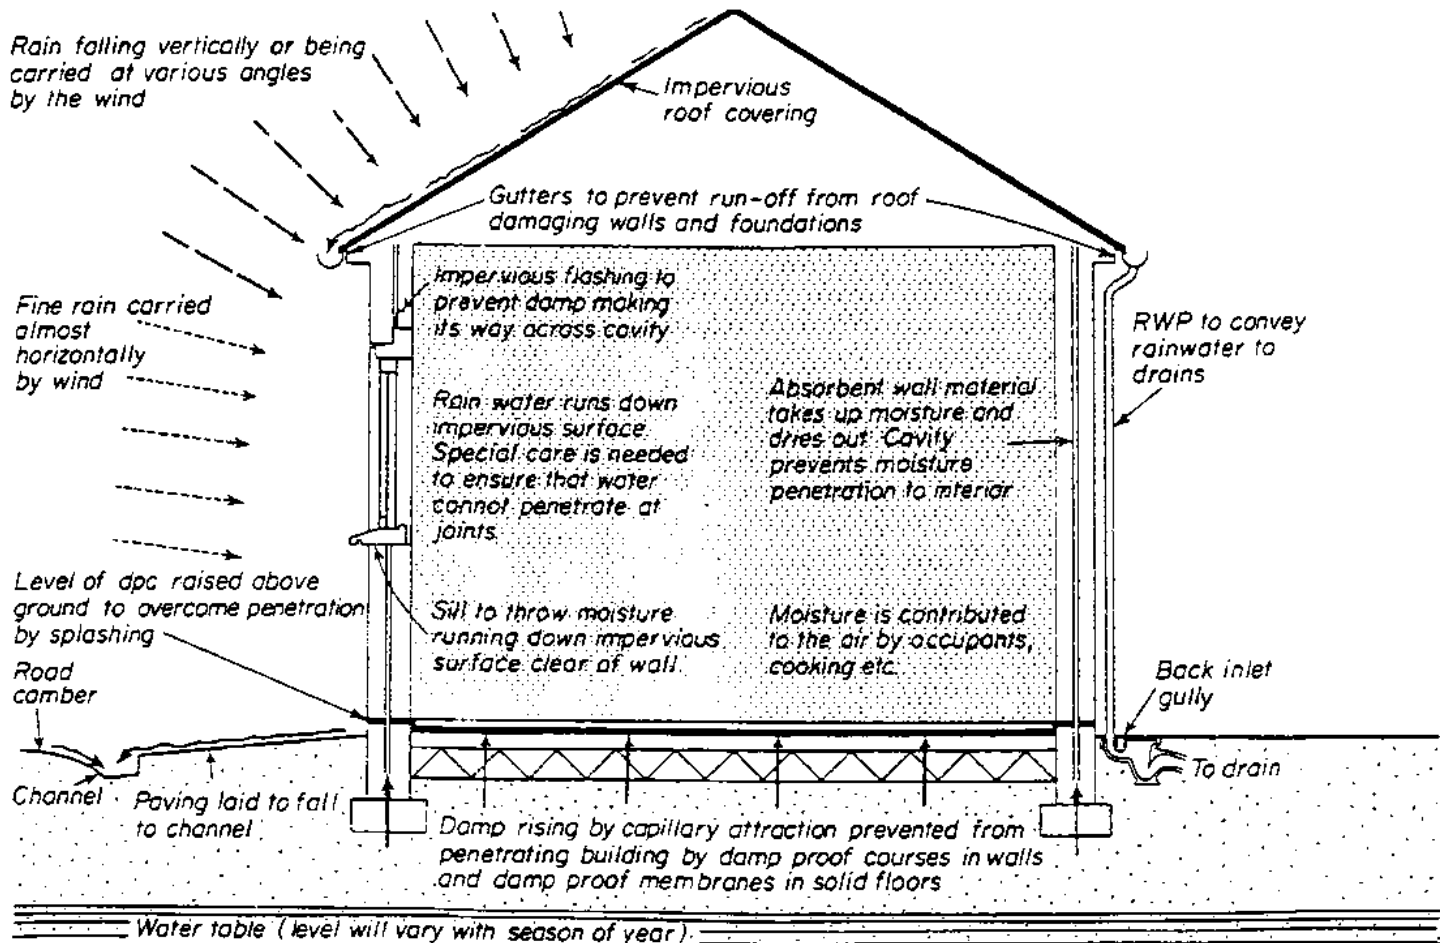 Rain falling vertically or being
carried at various angles
by the wind
Impervious
roof covering
Gutters to prevent run-off from roof
damaging walls and foundations
Impervious flashing to
prevent damp making
its way across cavity
Fine rain carried
almost
horizontally
by wind
RWP to convey
rainwater to
drains
Rain water runs down
impervious surface
Special care is needed
to ensure that water
cannot penetrate at
joints.
Absorbent wall material
takes up moisture and
dries out. Cavity
prevents moisture
penetration to interior
Level of dpc raised above
ground to overcome penetration
by splashing
Sill to throw moisture
running down impervious
surface clear of wall.
Moisture is contributed
to the air by occupants,
cooking etc.
Road
camber
Back inlet
gully
Channel
Paving laid to fall
to channel
To drain
Damp rising by capillary attraction prevented from
penetrating building by damp proof courses in walls
and damp proof membranes in solid floors
Water table (level will vary with season of year).